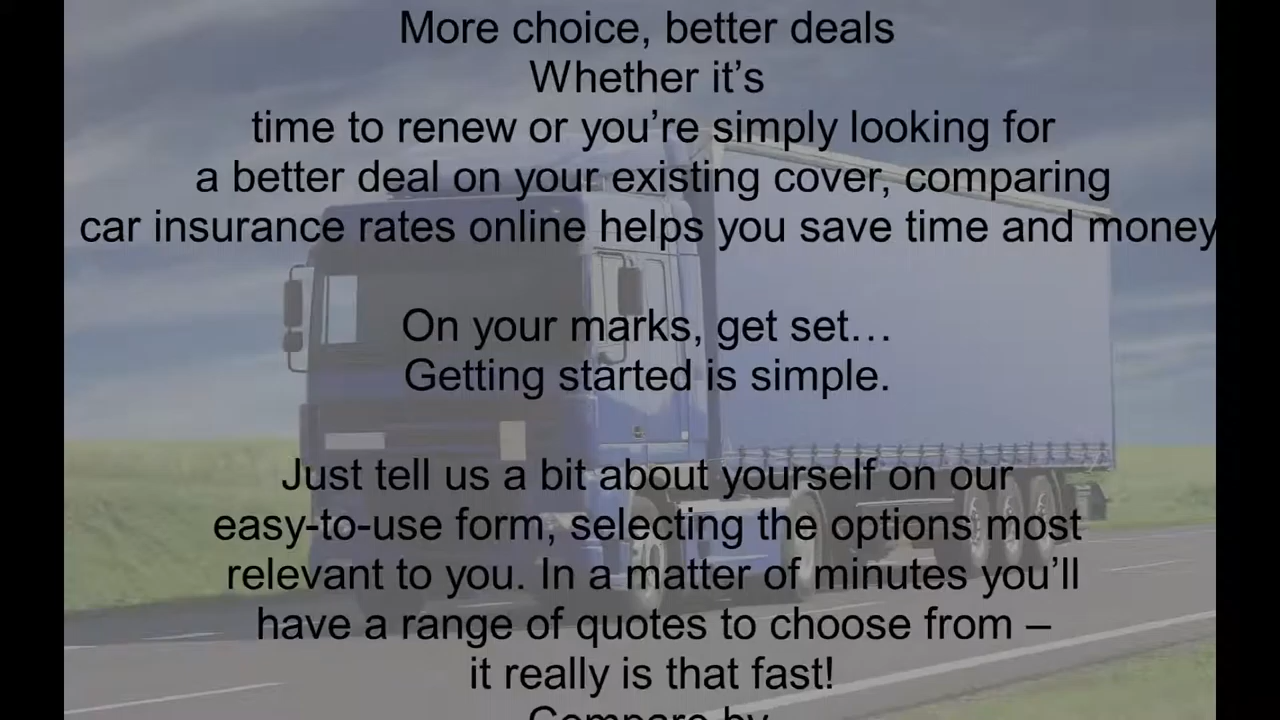 More choice, better deals
Whether it’s
time to renew or you’re simply looking for
a better deal on your existing cover, comparing
car insurance rates online helps you save time and money
On your marks, get set…
Getting started is simple.
Just tell us a bit about yourself on our
easy-to-use form, selecting the options most
relevant to you. In a matter of minutes you’ll
have a range of quotes to choose from –
it really is that fast!
Compare by